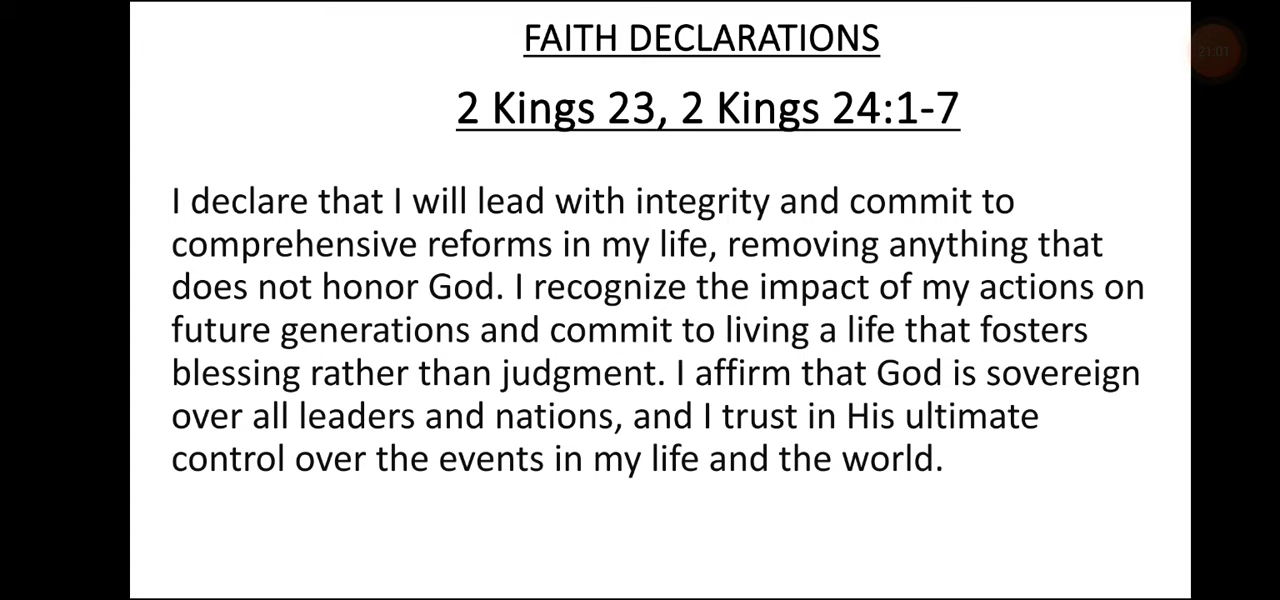 FAITH DECLARATIONS
21:01
2 Kings 23, 2 Kings 24:1-7
I declare that I will lead with integrity and commit to
comprehensive reforms in my life, removing anything that
does not honor God. I recognize the impact of my actions on
future generations and commit to living a life that fosters
blessing rather than judgment. I affirm that God is sovereign
over all leaders and nations, and I trust in His ultimate
control over the events in my life and the world.